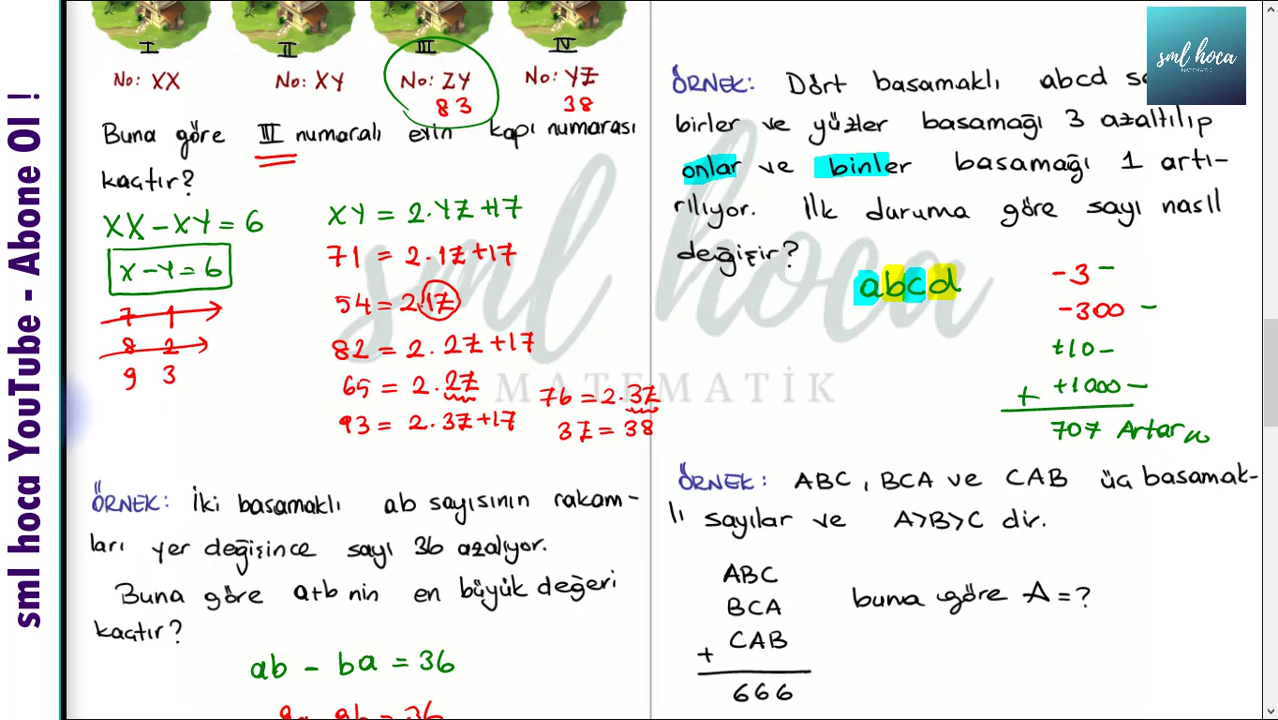 sml hoca YouTube - Abone Ol !
I
II
III
IV
No: XX
No: XY
No: ZY
No: YZ
83
38
Buna göre III numaralı evin kapı numarası
kaçtır?
XX - XY = 6
X - Y = 6
7 1
8 2
9 3
XY = 2.YZ + 17
71 = 2.1Z + 17
54 = 2.1Z
82 = 2.2Z + 17
65 = 2.2Z
93 = 2.3Z + 17
76 = 2.3Z
3Z = 38
ÖRNEK: İki basamaklı ab sayısının rakam-
ları yer değişince sayı 36 azalıyor.
Buna göre a+b nin en büyük değeri
kaçtır?
ab - ba = 36
sml hoca
MATEMATİK
sml hoca
MATEMATİK
ÖRNEK: Dört basamaklı abcd
birler ve yüzler basamağı 3 azaltılıp
onlar ve binler basamağı 1 artı-
rılıyor. İlk duruma göre sayı nasıl
değişir?
abcd
-3
-300
+10
+ +1000
707 Artar
ÖRNEK: ABC, BCA ve CAB üç basamak-
lı sayılar ve A>B>C dir.
ABC
BCA
+ CAB
666
buna göre A = ?